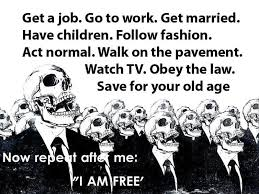 Get a job. Go to work. Get married.
Have children. Follow fashion.
Act normal. Walk on the pavement.
Watch TV. Obey the law.
Save for your old age
Now repeat after me:
"I AM FREE'